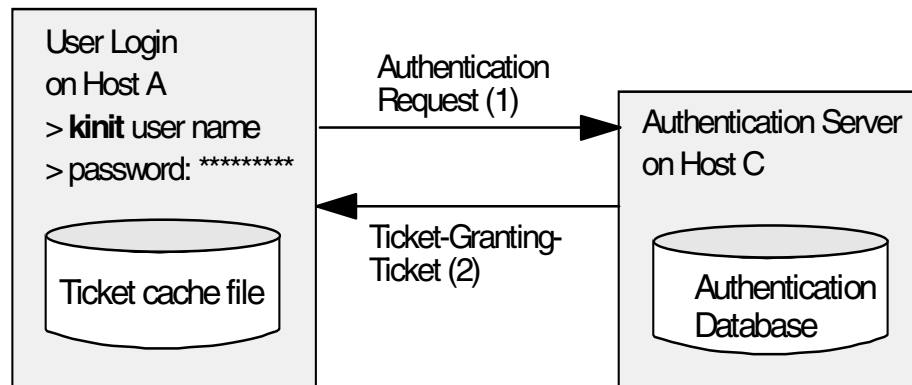 User Login
on Host A
> kinit user name
> password: *********
Ticket cache file
Authentication
Request (1)
Ticket-Granting-
Ticket (2)
Authentication Server
on Host C
Authentication
Database